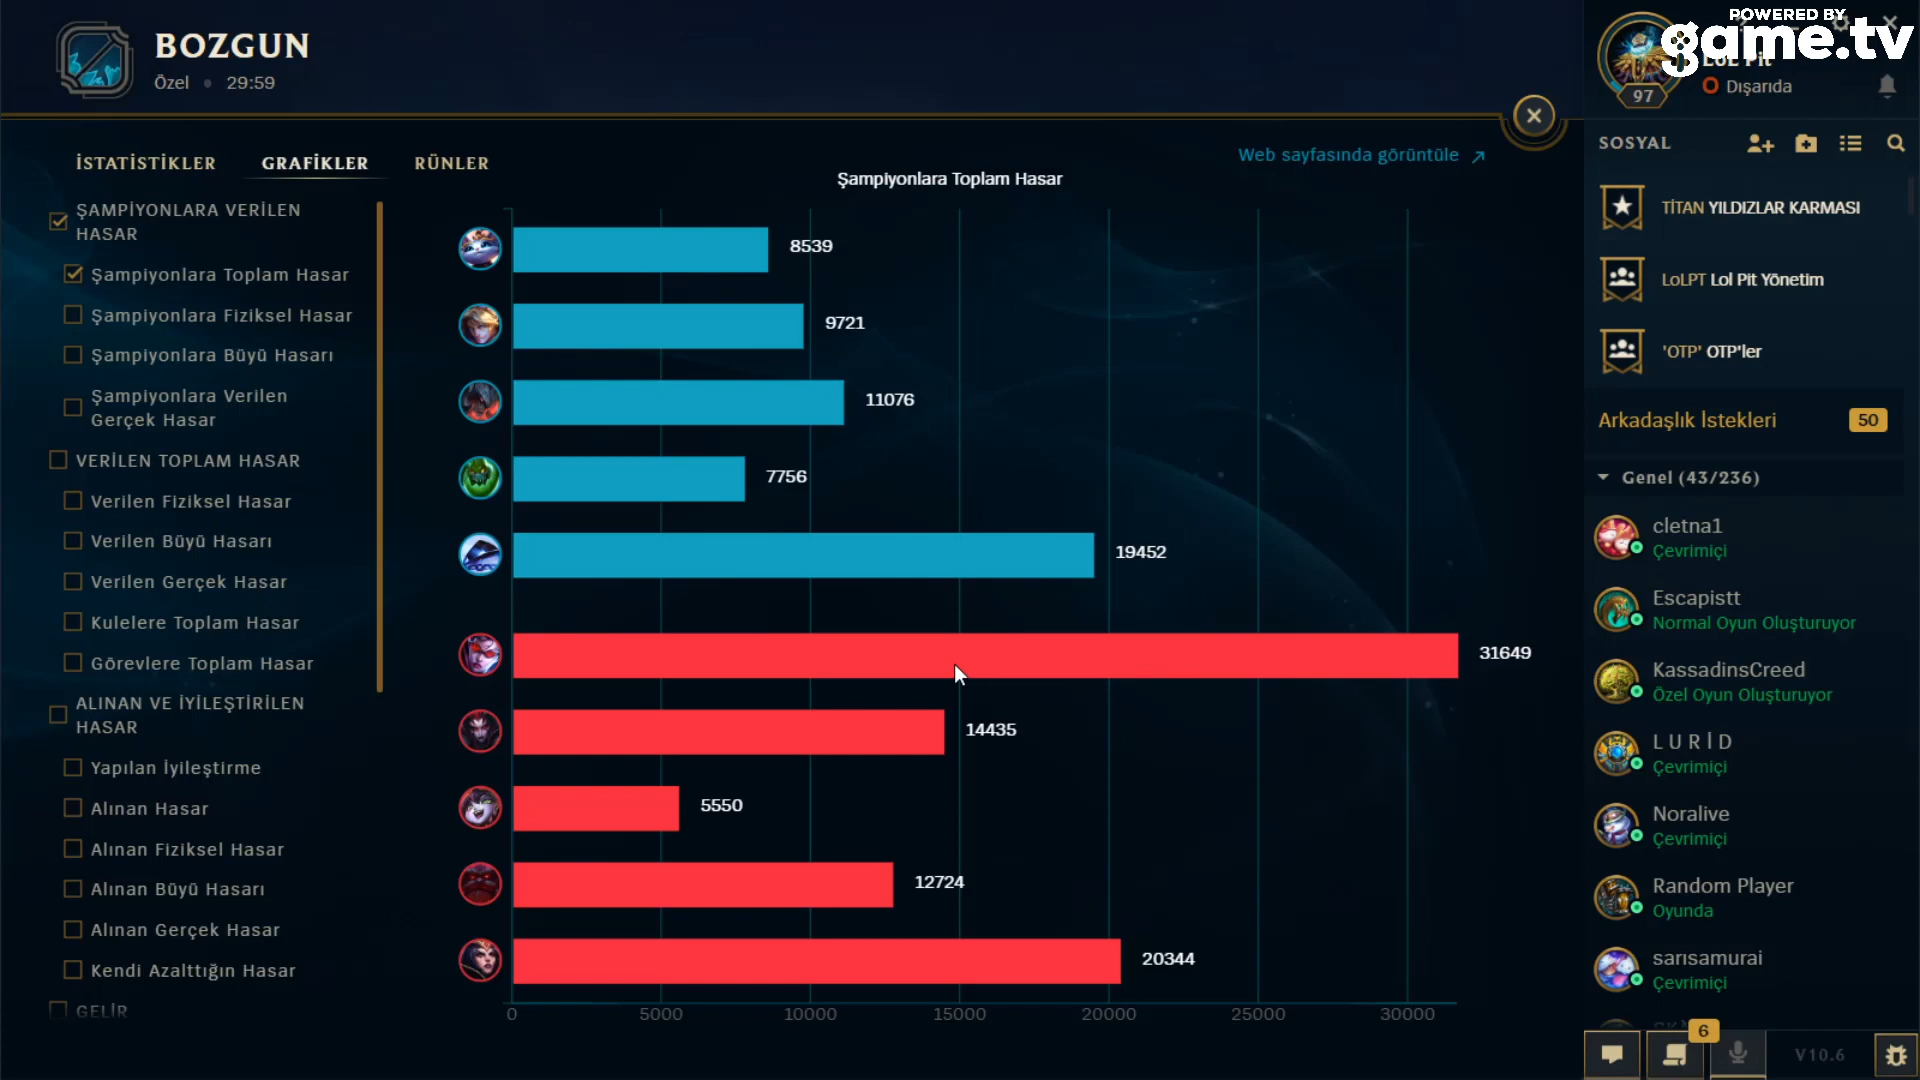 BOZGUN
Özel • 29:59
POWERED BY
game.tv
LoL Pit
97
Dışarıda
İSTATİSTİKLER
GRAFİKLER
RÜNLER
Web sayfasında görüntüle
Şampiyonlara Toplam Hasar
ŞAMPİYONLARA VERİLEN
HASAR
Şampiyonlara Toplam Hasar
Şampiyonlara Fiziksel Hasar
Şampiyonlara Büyü Hasarı
Şampiyonlara Verilen
Gerçek Hasar
VERİLEN TOPLAM HASAR
Verilen Fiziksel Hasar
Verilen Büyü Hasarı
Verilen Gerçek Hasar
Kulelere Toplam Hasar
Görevlere Toplam Hasar
ALINAN VE İYİLEŞTİRİLEN
HASAR
Yapılan İyileştirme
Alınan Hasar
Alınan Fiziksel Hasar
Alınan Büyü Hasarı
Alınan Gerçek Hasar
Kendi Azalttığın Hasar
GELİR
8539
9721
11076
7756
19452
31649
14435
5550
12724
20344
0 5000 10000 15000 20000 25000 30000
SOSYAL
TİTAN YILDIZLAR KARMASI
LoLPT Lol Pit Yönetim
'OTP' OTP'ler
Arkadaşlık İstekleri 50
Genel (43/236)
cletna1
Çevrimiçi
Escapistt
Normal Oyun Oluşturuyor
KassadinsCreed
Özel Oyun Oluşturuyor
L U R İ D
Çevrimiçi
Noralive
Çevrimiçi
Random Player
Oyunda
sarısamurai
Çevrimiçi
6
V10.6